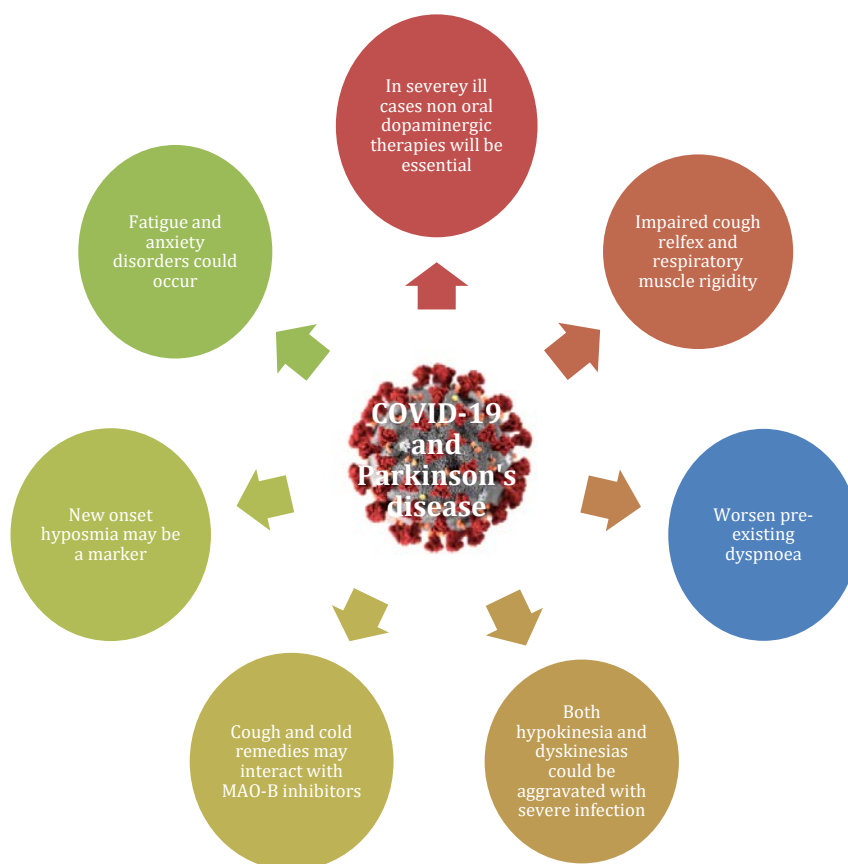 In severey ill
cases non oral
dopaminergic
therapies will be
essential
Impaired cough
relfex and
respiratory
muscle rigidity
Worsen pre-
existing
dyspnoea
Both
hypokinesia and
dyskinesias
could be
agravated with
severe infection
Cough and cold
remedies may
interact with
MAO-B inhibitors
New onset
hyposmia may be
a marker
Fatigue and
anxiety
disorders could
occur
COVID-19
and
Parkinson's
disease